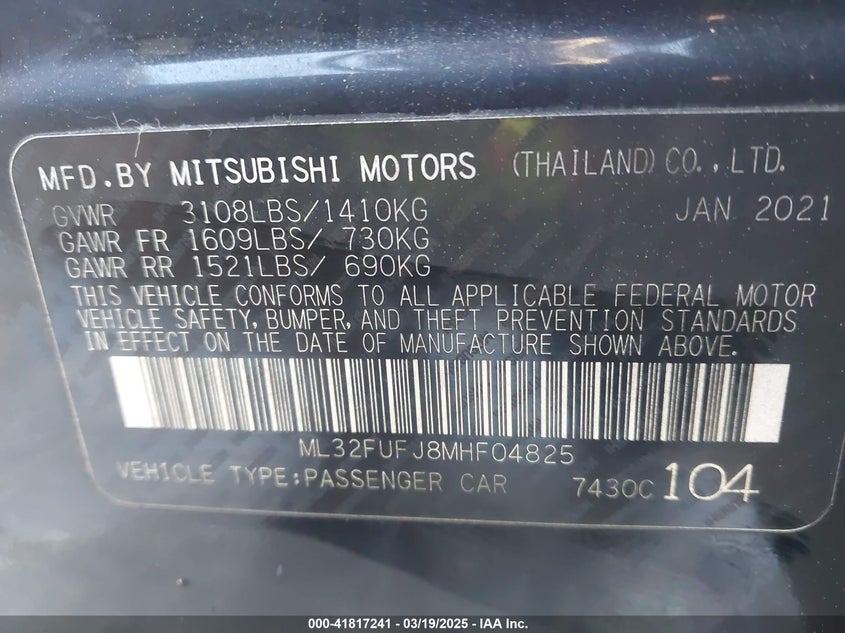 MFD.BY MITSUBISHI MOTORS (THAILAND) CO.,LTD.
GVWR 3108LBS/1410KG JAN 2021
GAWR FR 1609LBS/ 730KG
GAWR RR 1521LBS/ 690KG
THIS VEHICLE CONFORMS TO ALL APPLICABLE FEDERAL MOTOR
VEHICLE SAFETY, BUMPER, AND THEFT PREVENTION STANDARDS
IN EFFECT ON THE DATE OF MANUFACTURE SHOWN ABOVE.
ML32FUFJ8MHF04825
VEHICLE TYPE:PASSENGER CAR 7430C 104
000-41817241 - 03/19/2025 - IAA Inc.